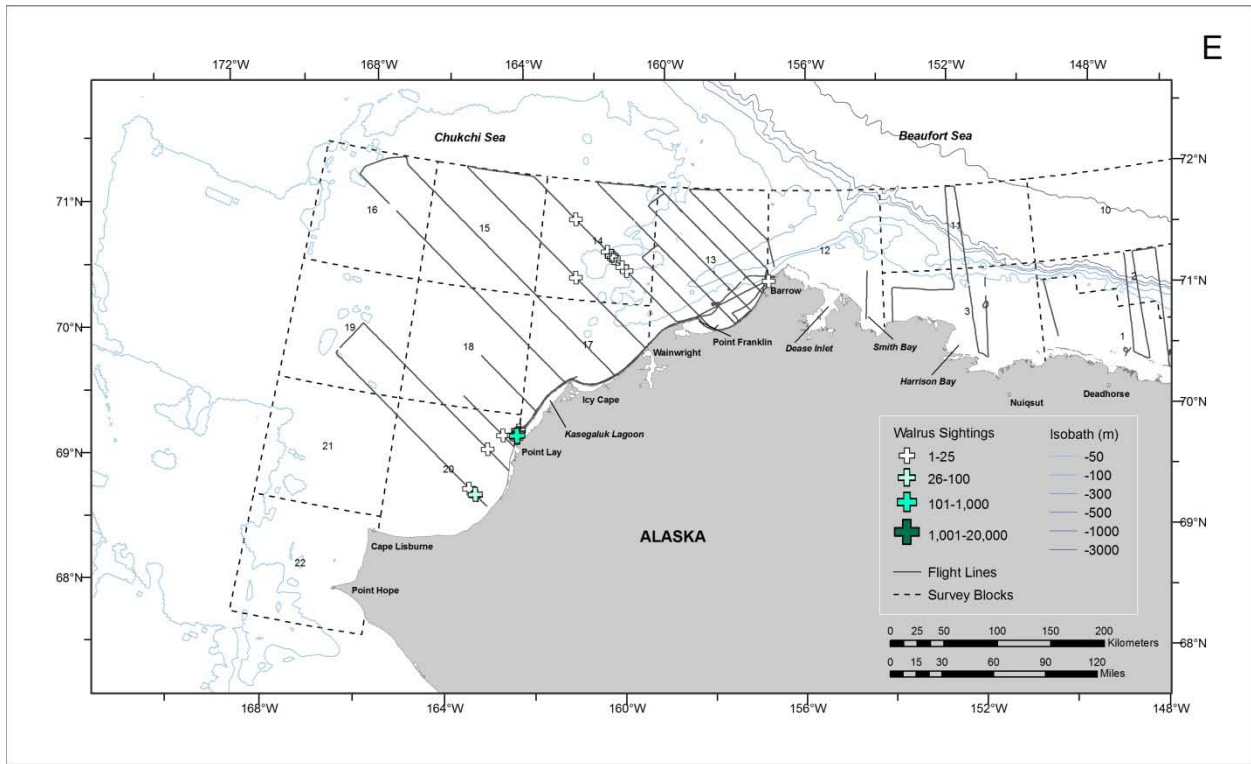 E
172°W 168°W 164°W 160°W 156°W 152°W 148°W
Chukchi Sea
Beaufort Sea
72°N
71°N
16
15
14
13
12
11
10
71°N
2
70°N
19
18
17
3
1
Barrow
Point Franklin
Dease Inlet
Smith Bay
Wainwright
Harrison Bay
Icy Cape
Nuiqsut
Deadhorse
70°N
Kasegaluk Lagoon
69°N
21
20
Point Lay
69°N
22
Cape Lisburne
ALASKA
68°N
Point Hope
68°N
Walrus Sightings
1-25
26-100
101-1,000
1,001-20,000
Isobath (m)
-50
-100
-300
-500
-1000
-3000
Flight Lines
Survey Blocks
0 25 50 100 150 200
Kilometers
0 15 30 60 90 120
Miles
168°W 164°W 160°W 156°W 152°W 148°W